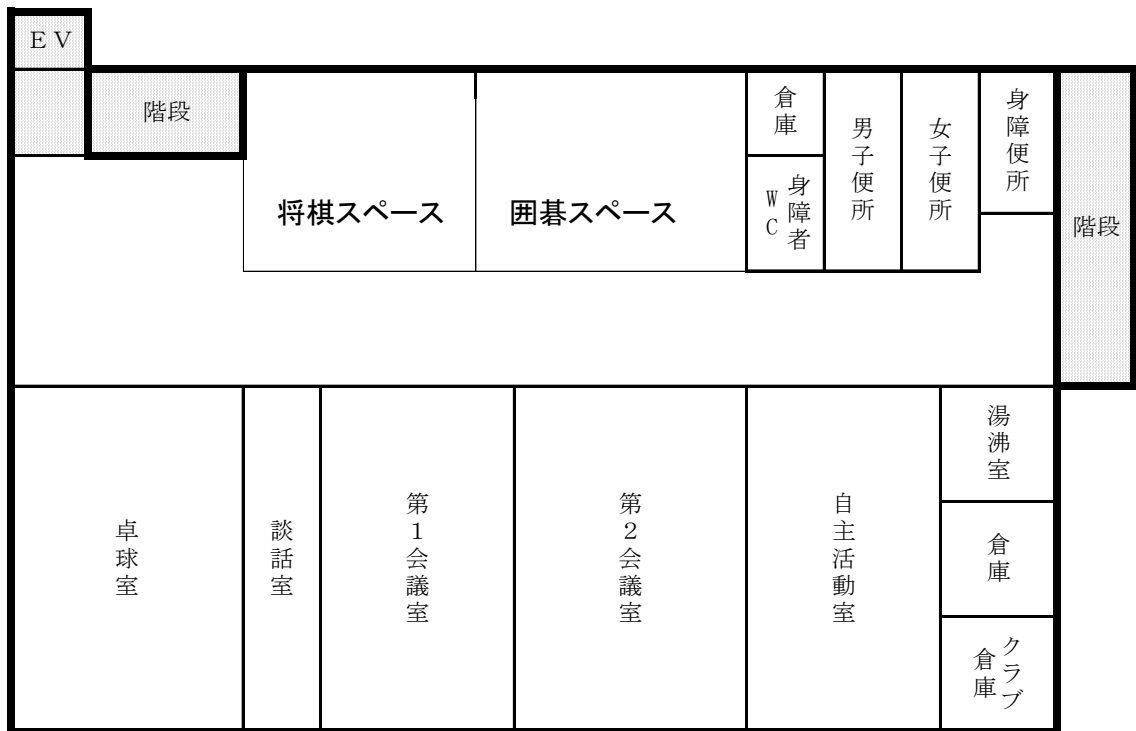 ＥＶ
階段
将棋スペース
囲碁スペース
倉庫
身障者
ＷＣ
男子便所
女子便所
身障便所
階段
卓球室
談話室
第１会議室
第２会議室
自主活動室
湯沸室
倉庫
クラブ
倉庫